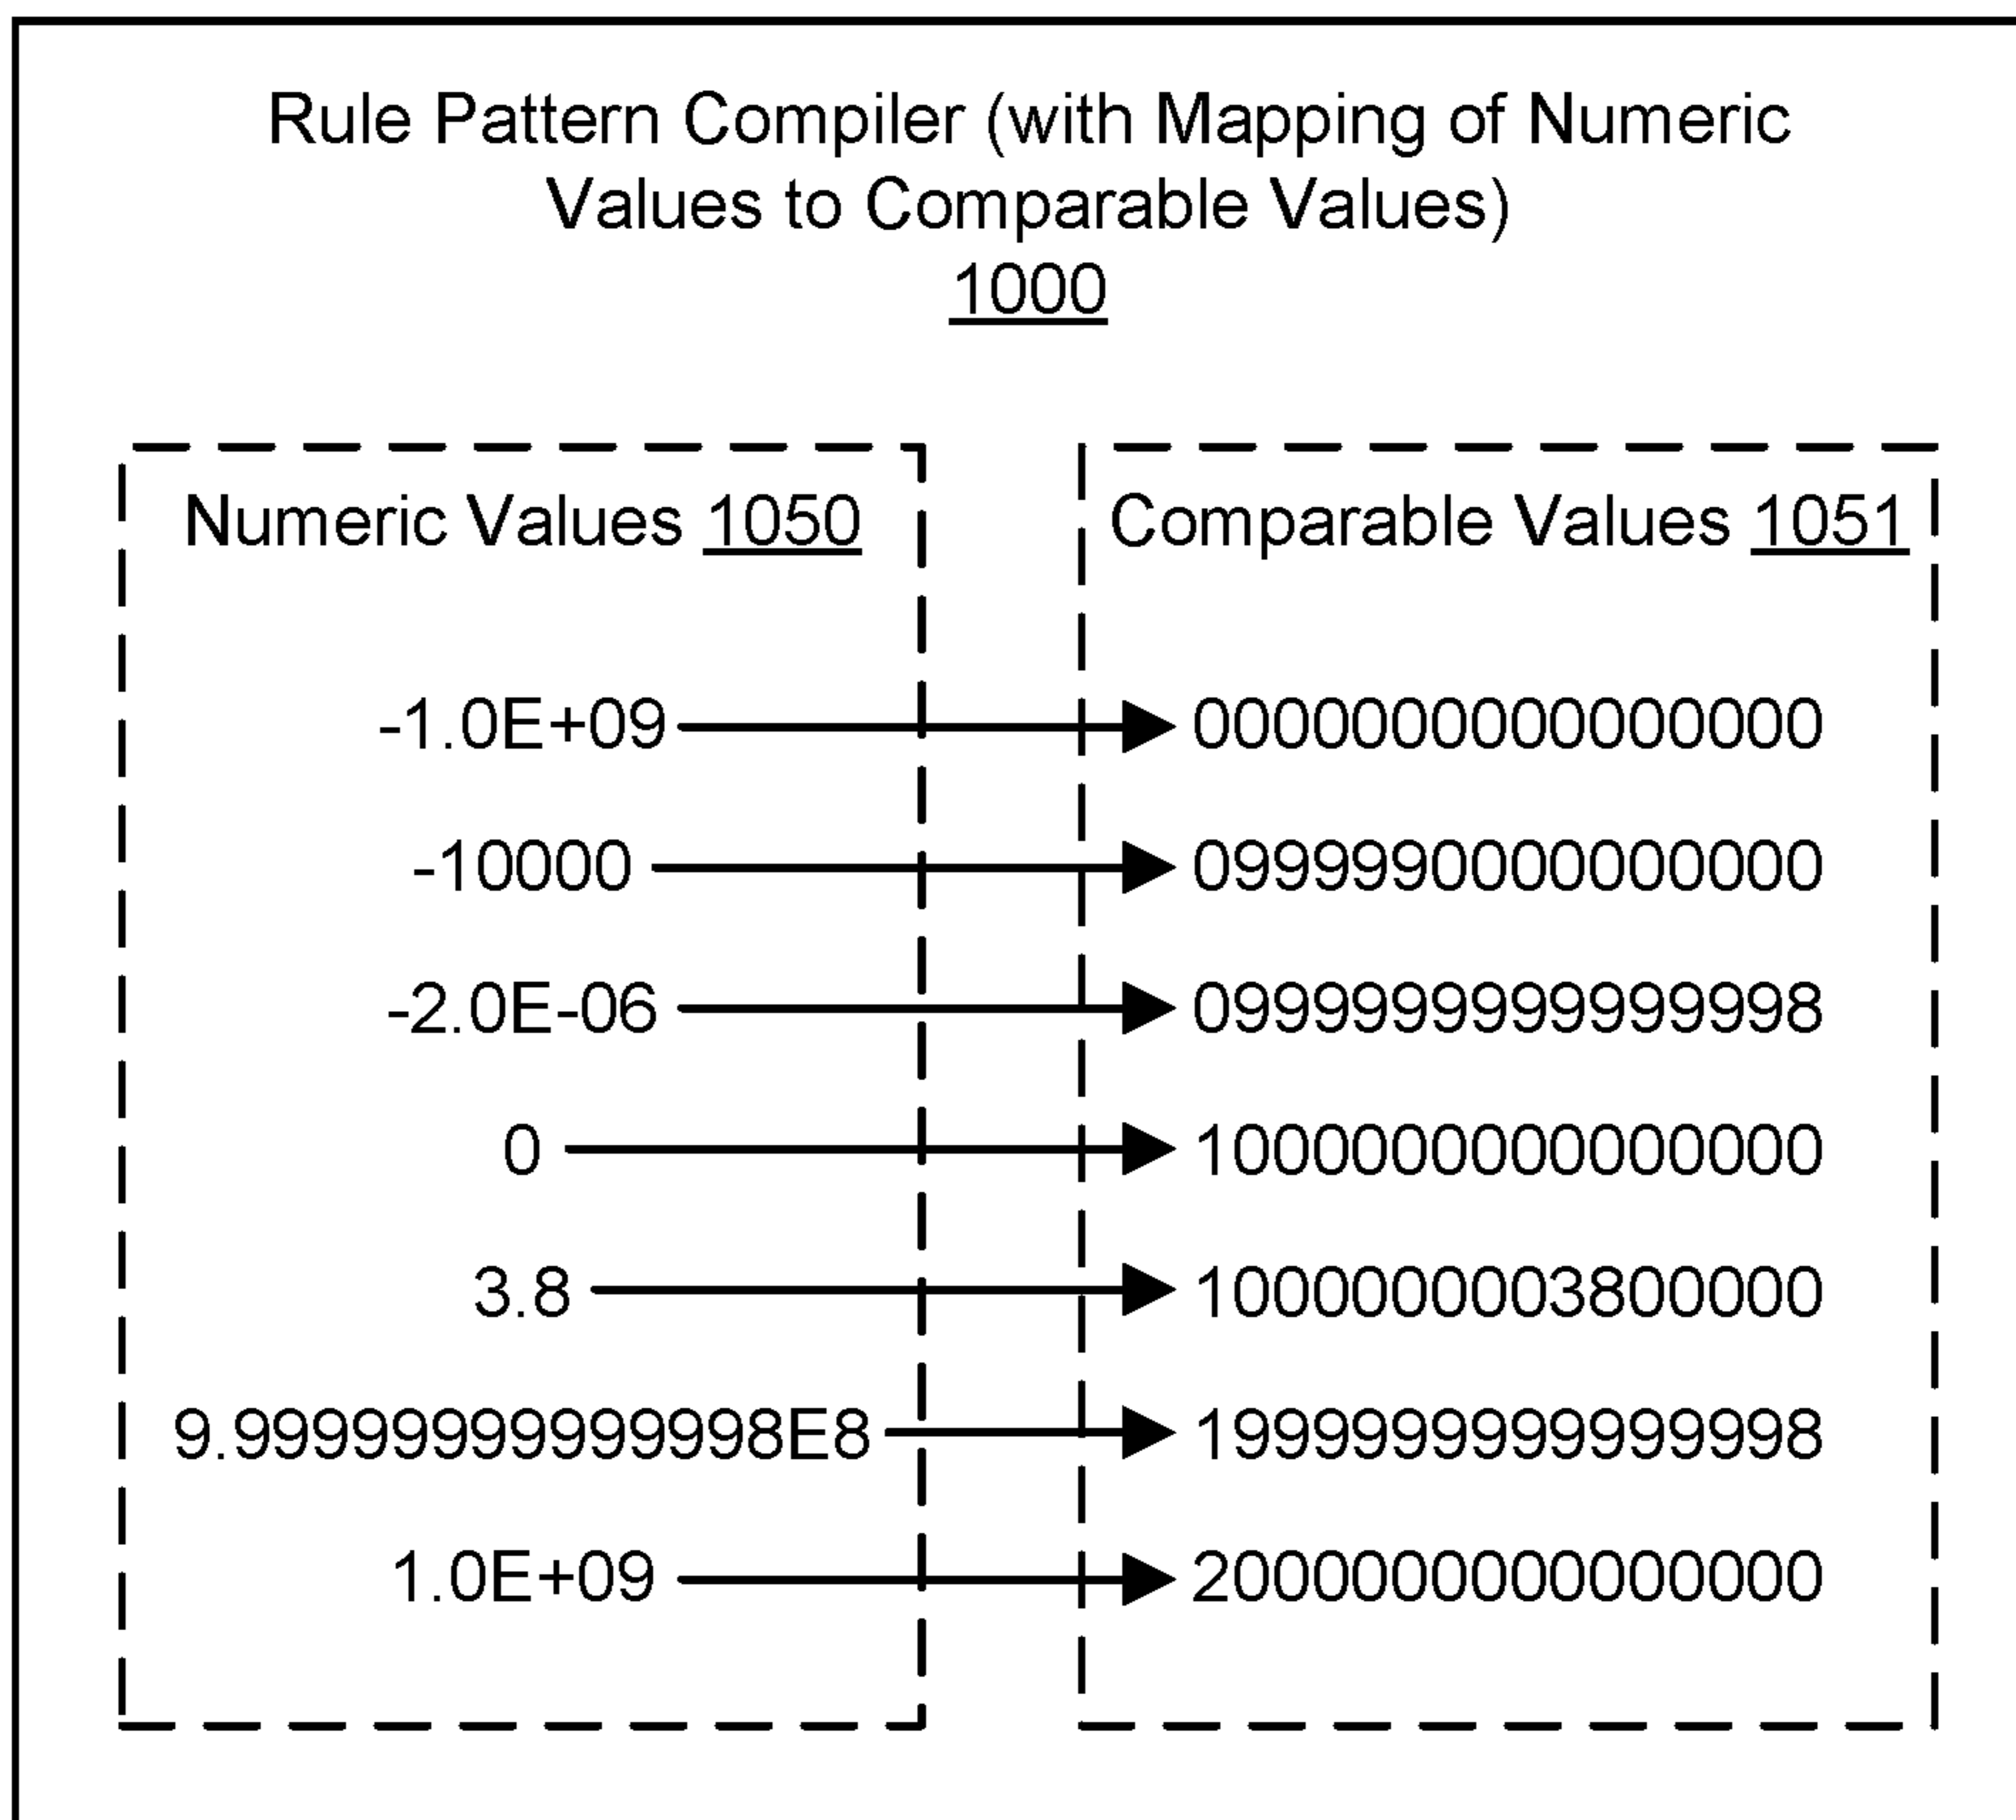 Rule Pattern Compiler (with Mapping of Numeric
Values to Comparable Values)
1000
Numeric Values 1050
Comparable Values 1051
-1.0E+09
0000000000000000
-10000
0999990000000000
-2.0E-06
0999999999999998
0
1000000000000000
3.8
1000000003800000
9.99999999999998E8
1999999999999998
1.0E+09
2000000000000000